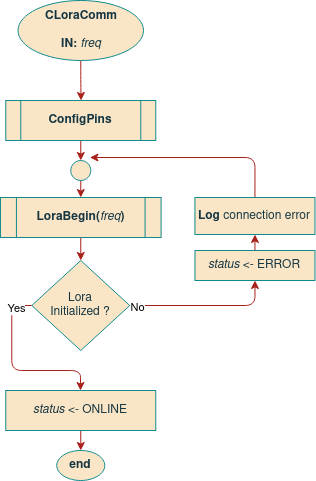 CLoraComm
IN: freq
ConfigPins
LoraBegin(freq)
Log connection error
status <- ERROR
Lora
Initialized ?
Yes
No
status <- ONLINE
end